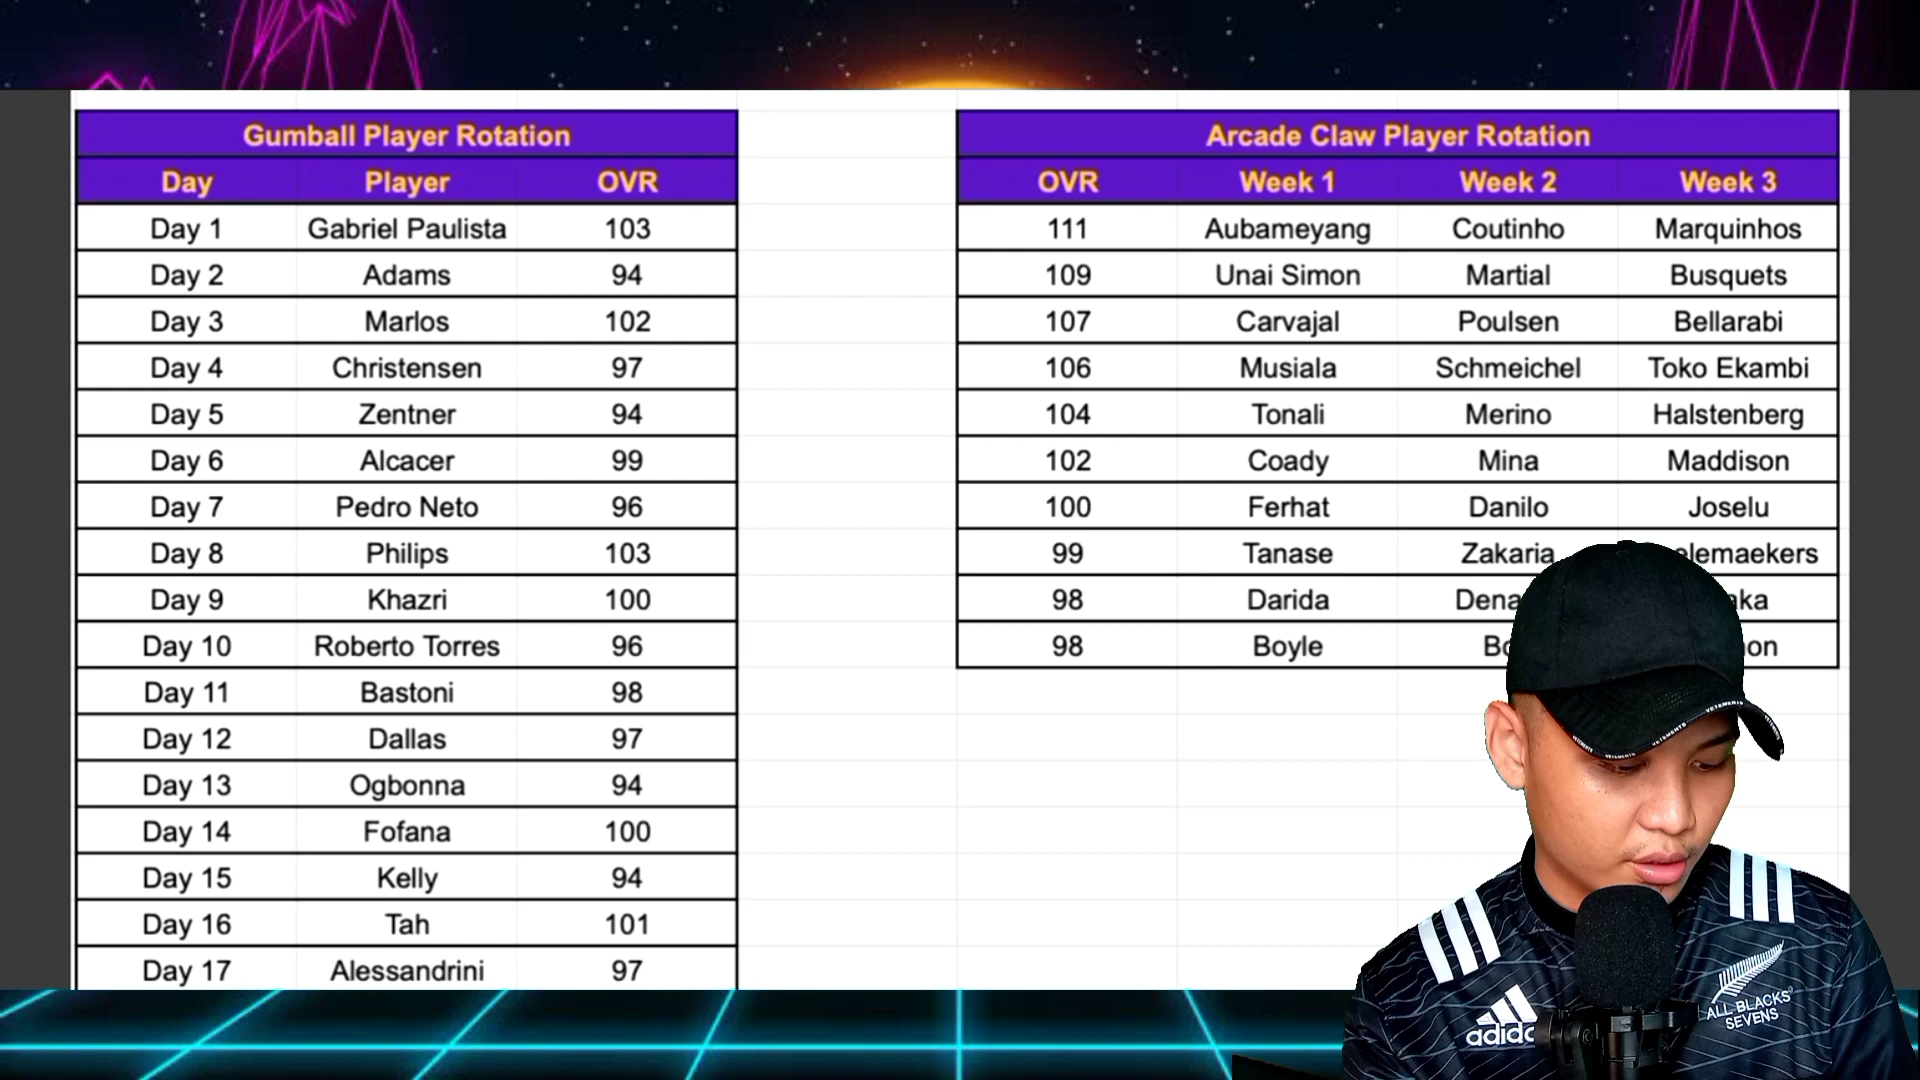 Gumball Player Rotation
Day Player OVR
Day 1 Gabriel Paulista 103
Day 2 Adams 94
Day 3 Marlos 102
Day 4 Christensen 97
Day 5 Zentner 94
Day 6 Alcacer 99
Day 7 Pedro Neto 96
Day 8 Philips 103
Day 9 Khazri 100
Day 10 Roberto Torres 96
Day 11 Bastoni 98
Day 12 Dallas 97
Day 13 Ogbonna 94
Day 14 Fofana 100
Day 15 Kelly 94
Day 16 Tah 101
Day 17 Alessandrini 97
Arcade Claw Player Rotation
OVR Week 1 Week 2 Week 3
111 Aubameyang Coutinho Marquinhos
109 Unai Simon Martial Busquets
107 Carvajal Poulsen Bellarabi
106 Musiala Schmeichel Toko Ekambi
104 Tonali Merino Halstenberg
102 Coady Mina Maddison
100 Ferhat Danilo Joselu
99 Tanase Zakaria
98 Darida
98 Boyle
VETEMENTS
adidas
ALL BLACKS
SEVENS